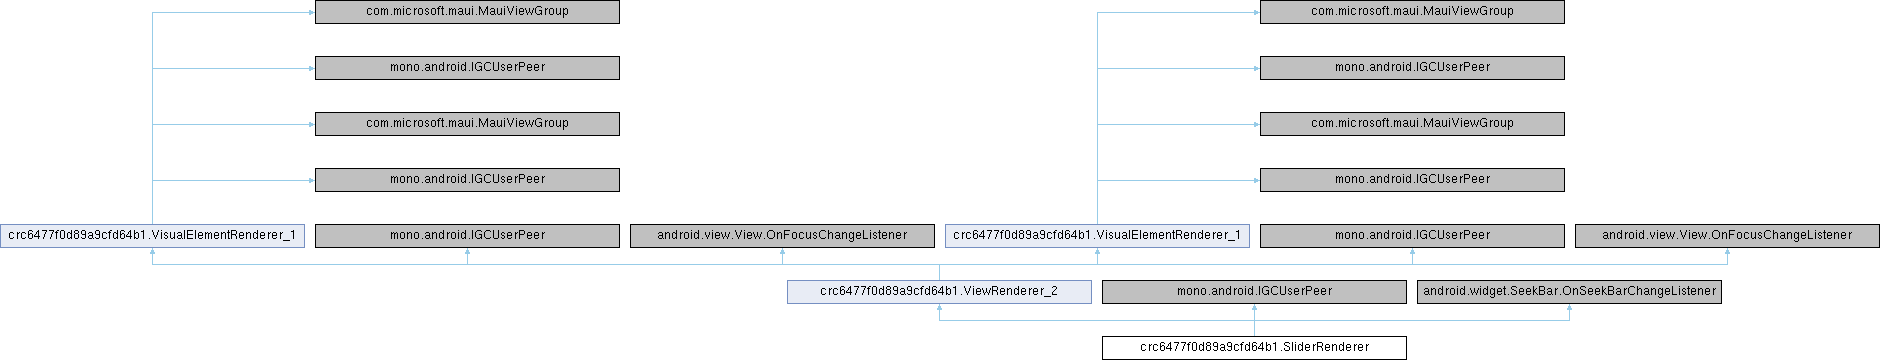 com.microsoft.maui.MauiViewGroup
com.microsoft.maui.MauiViewGroup
mono.android.IGCUserPeer
mono.android.IGCUserPeer
com.microsoft.maui.MauiViewGroup
com.microsoft.maui.MauiViewGroup
mono.android.IGCUserPeer
mono.android.IGCUserPeer
crc6477f0d89a9cfd64b1.VisualElementRenderer_1
mono.android.IGCUserPeer
android.view.View.OnFocusChangeListener
crc6477f0d89a9cfd64b1.VisualElementRenderer_1
mono.android.IGCUserPeer
android.view.View.OnFocusChangeListener
crc6477f0d89a9cfd64b1.ViewRenderer_2
mono.android.IGCUserPeer
android.widget.SeekBar.OnSeekBarChangeListener
crc6477f0d89a9cfd64b1.SliderRenderer